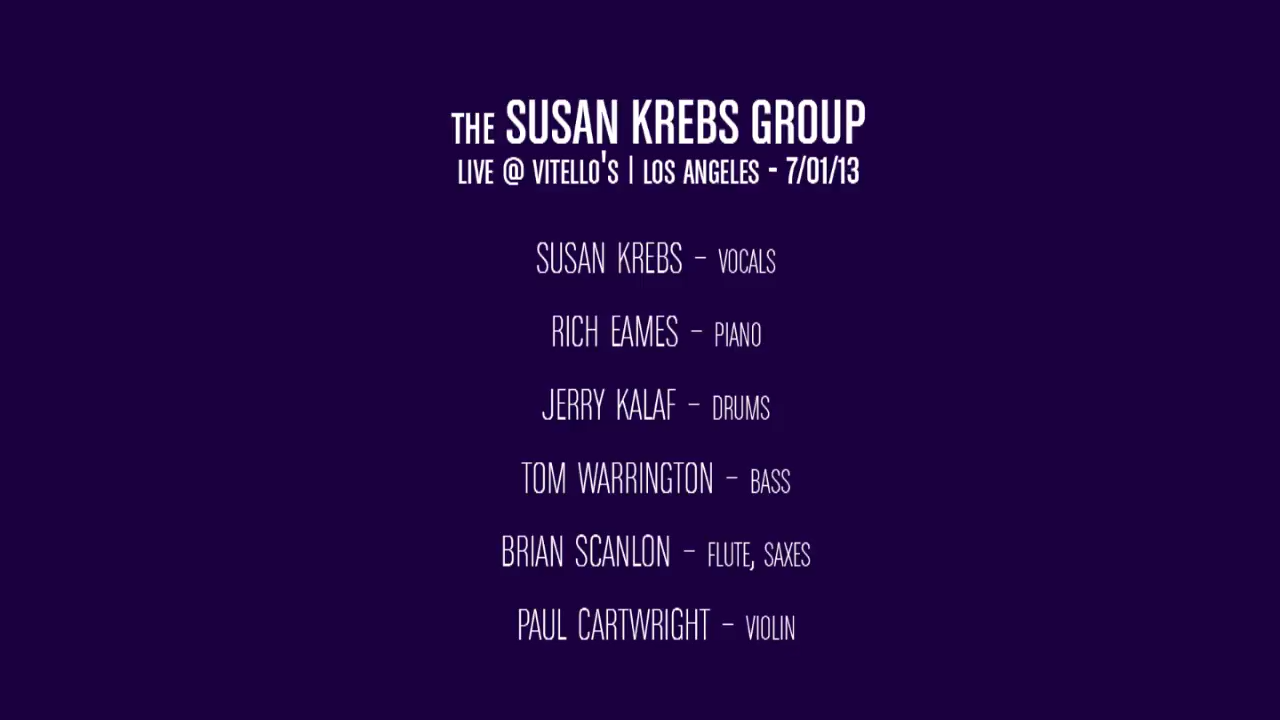 THE SUSAN KREBS GROUP
LIVE @ VITELLO'S | LOS ANGELES - 7/01/13
SUSAN KREBS - VOCALS
RICH EAMES - PIANO
JERRY KALAF - DRUMS
TOM WARRINGTON - BASS
BRIAN SCANLON - FLUTE, SAXES
PAUL CARTWRIGHT - VIOLIN